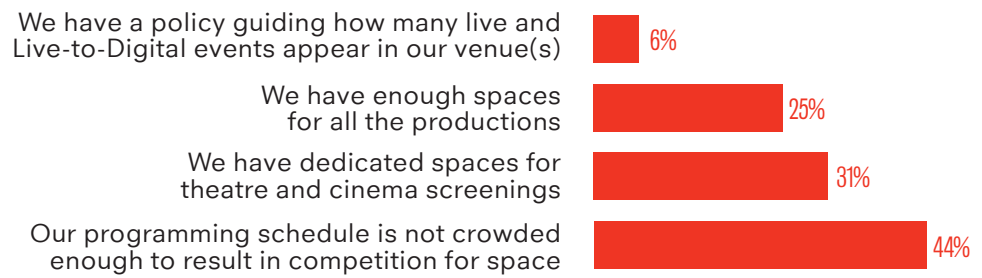 We have a policy guiding how many live and
Live-to-Digital events appear in our venue(s)
6%
We have enough spaces
for all the productions
25%
We have dedicated spaces for
theatre and cinema screenings
31%
Our programming schedule is not crowded
enough to result in competition for space
44%